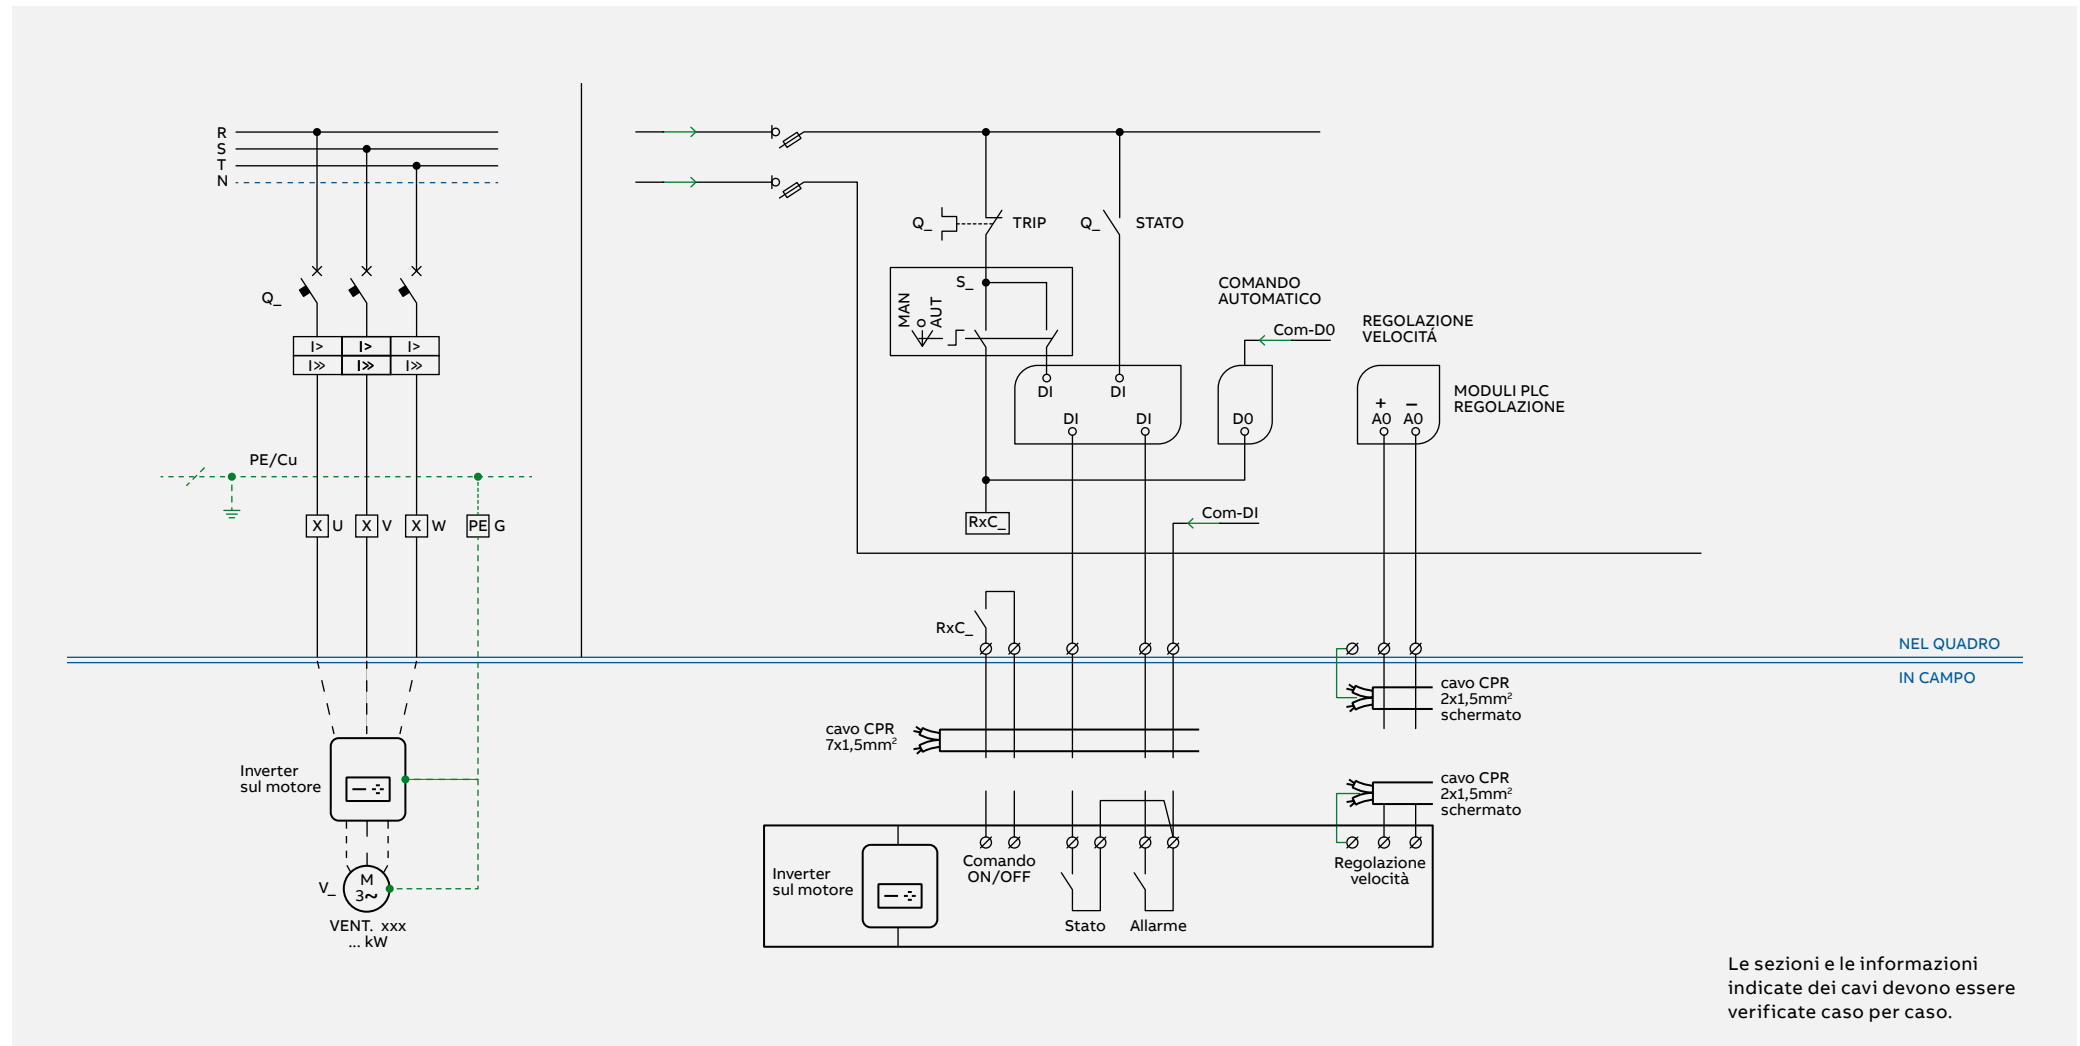 R
S
T
N
Q_
I>
I>
I>
I≫
I≫
I≫
PE/Cu
X
U
X
V
X
W
PE
G
Inverter
sul motore
M
3~
V_
VENT. xxx
... kW
Q_
TRIP
Q_
STATO
S_
MAN
O
AUT
COMANDO
AUTOMATICO
Com-D0
REGOLAZIONE
VELOCITÁ
DI
DI
DI
DI
D0
+
–
A0
A0
MODULI PLC
REGOLAZIONE
RxC_
Com-DI
RxC_
NEL QUADRO
IN CAMPO
cavo CPR
2x1,5mm²
schermato
cavo CPR
7x1,5mm²
cavo CPR
2x1,5mm²
schermato
Inverter
sul motore
Comando
ON/OFF
Stato
Allarme
Regolazione
velocità
Le sezioni e le informazioni
indicate dei cavi devono essere
verificate caso per caso.